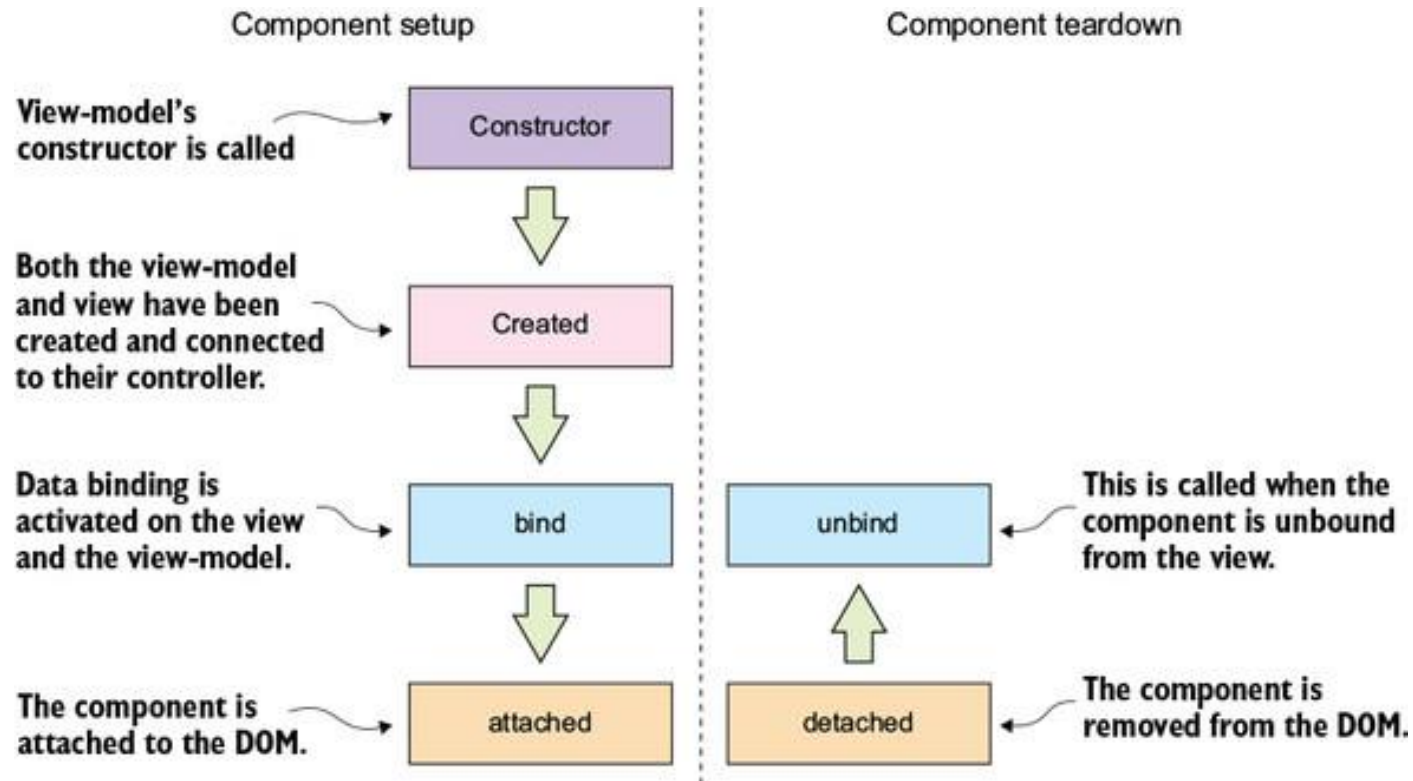 Component setup
Component teardown
View-model's
constructor is called
Constructor
Both the view-model
and view have been
created and connected
to their controller.
Created
Data binding is
activated on the view
and the view-model.
bind
unbind
This is called when the
component is unbound
from the view.
The component is
attached to the DOM.
attached
detached
The component is
removed from the DOM.